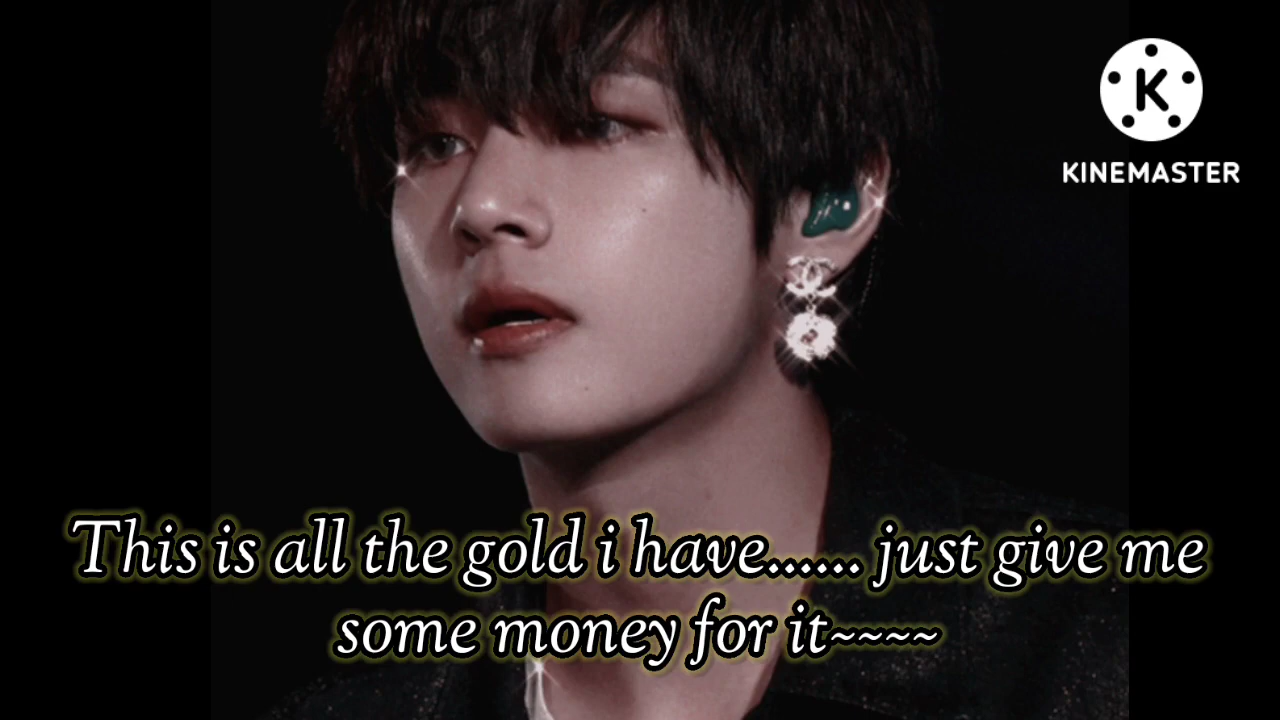 K
KINEMASTER
This is all the gold i have...... just give me
some money for it~~~~